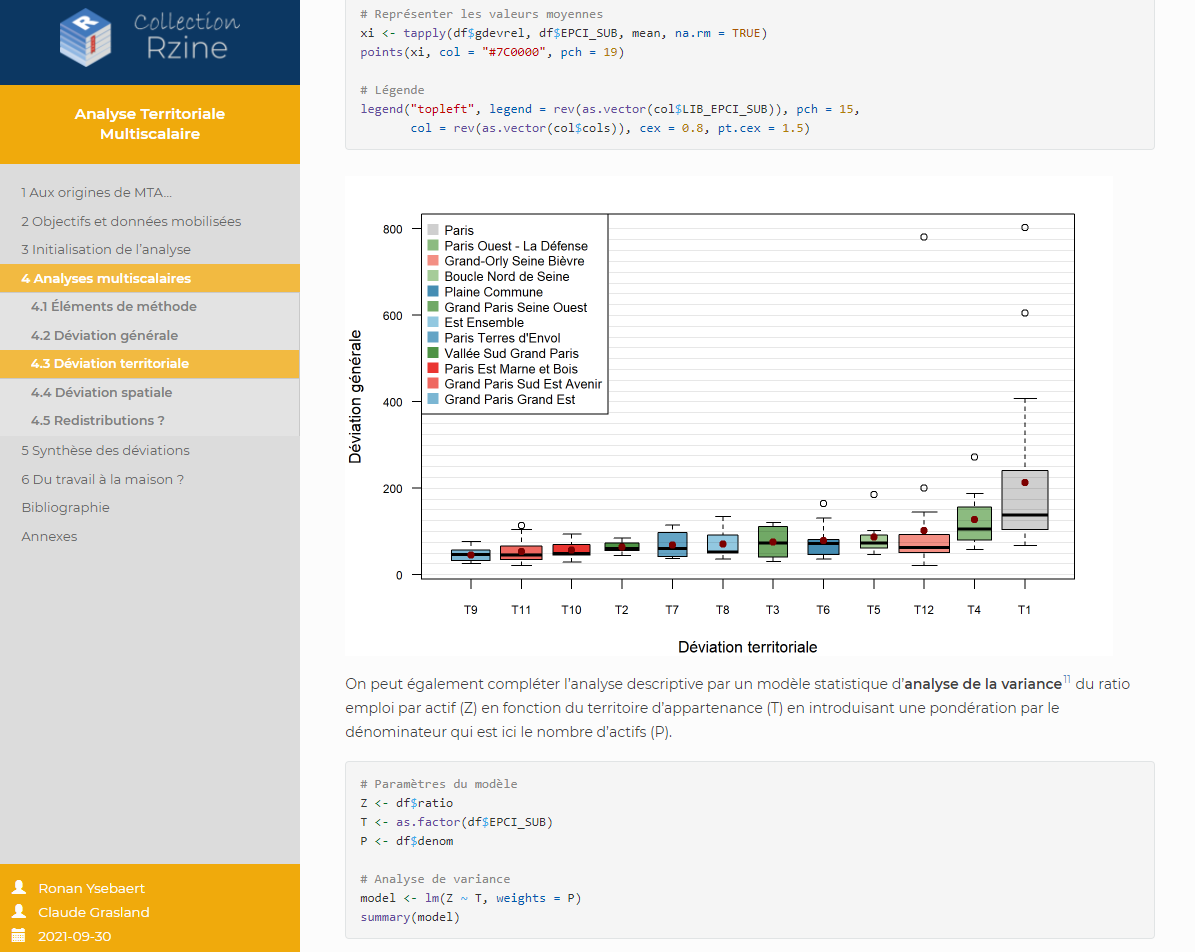 Collection
Rzine
R
Analyse Territoriale
Multiscalaire
1 Aux origines de MTA...
2 Objectifs et données mobilisées
3 Initialisation de l'analyse
4 Analyses multiscalaires
4.1 Éléments de méthode
4.2 Déviation générale
4.3 Déviation territoriale
4.4 Déviation spatiale
4.5 Redistributions ?
5 Synthèse des déviations
6 Du travail à la maison ?
Bibliographie
Annexes
Ronan Ysebaert
Claude Grasland
2021-09-30
# Représenter les valeurs moyennes
xi <- tapply(df$gdevrel, df$EPCI_SUB, mean, na.rm = TRUE)
points(xi, col = "#7C0000", pch = 19)
# Légende
legend("topleft", legend = rev(as.vector(col$LIB_EPCI_SUB)), pch = 15,
col = rev(as.vector(col$cols)), cex = 0.8, pt.cex = 1.5)
Déviation générale
800
600
400
200
0
Paris
Paris Ouest - La Défense
Grand-Orly Seine Bièvre
Boucle Nord de Seine
Plaine Commune
Grand Paris Seine Ouest
Est Ensemble
Paris Terres d'Envol
Vallée Sud Grand Paris
Paris Est Marne et Bois
Grand Paris Sud Est Avenir
Grand Paris Grand Est
T9 T11 T10 T2 T7 T8 T3 T6 T5 T12 T4 T1
Déviation territoriale
On peut également compléter l'analyse descriptive par un modèle statistique d'analyse de la variance11 du ratio
emploi par actif (Z) en fonction du territoire d'appartenance (T) en introduisant une pondération par le
dénominateur qui est ici le nombre d'actifs (P).
# Paramètres du modèle
Z <- df$ratio
T <- as.factor(df$EPCI_SUB)
P <- df$denom
# Analyse de variance
model <- lm(Z ~ T, weights = P)
summary(model)